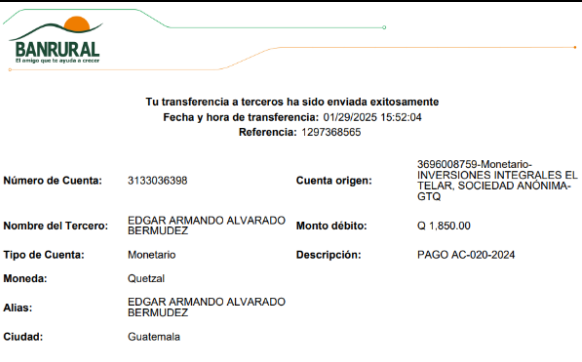 BANRURAL
El amigo que te ayuda a crecer
Tu transferencia a terceros ha sido enviada exitosamente
Fecha y hora de transferencia: 01/29/2025 15:52:04
Referencia: 1297368565
Número de Cuenta: 3133036398
Cuenta origen: 3696008759-Monetario-
INVERSIONES INTEGRALES EL
TELAR, SOCIEDAD ANÓNIMA-
GTQ
Nombre del Tercero: EDGAR ARMANDO ALVARADO
BERMUDEZ
Monto débito: Q 1,850.00
Tipo de Cuenta: Monetario
Descripción: PAGO AC-020-2024
Moneda: Quetzal
Alias: EDGAR ARMANDO ALVARADO
BERMUDEZ
Ciudad: Guatemala